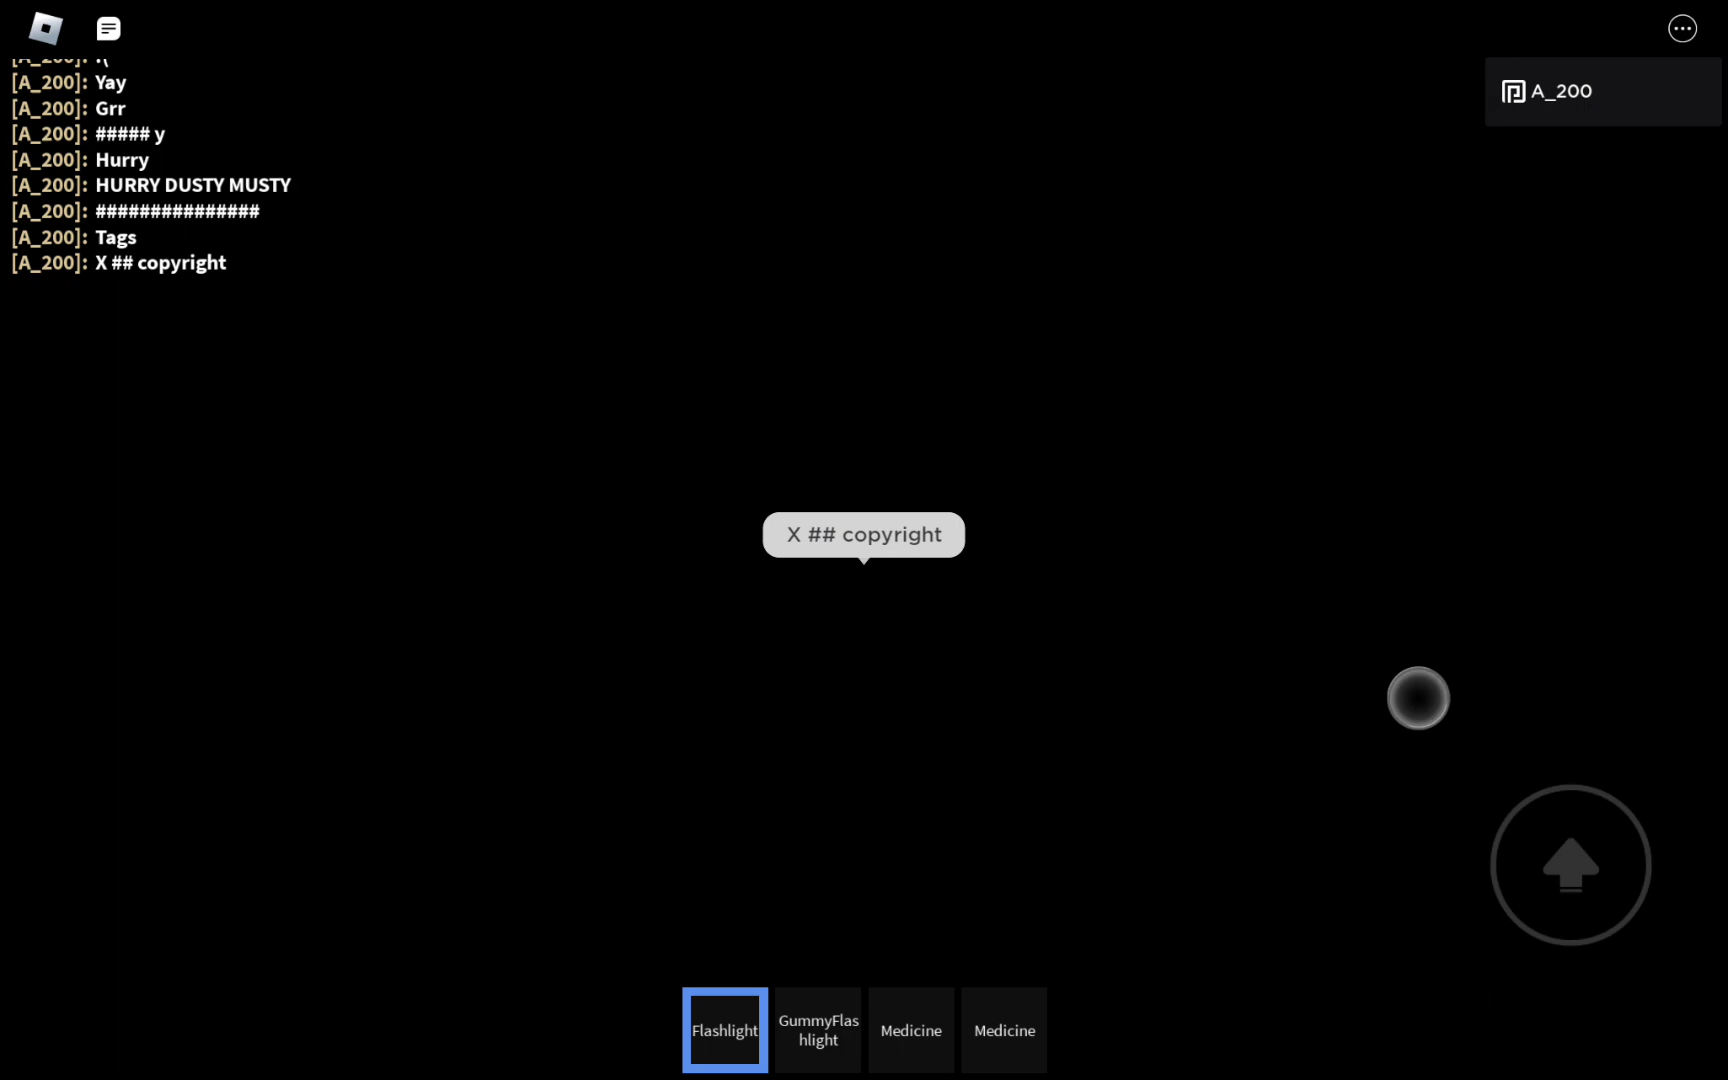 [A_200]: :(
[A_200]: Yay
[A_200]: Grr
[A_200]: ##### y
[A_200]: Hurry
[A_200]: HURRY DUSTY MUSTY
[A_200]: ###############
[A_200]: Tags
[A_200]: X ## copyright
A_200
X ## copyright
Flashlight
GummyFlas
hlight
Medicine
Medicine